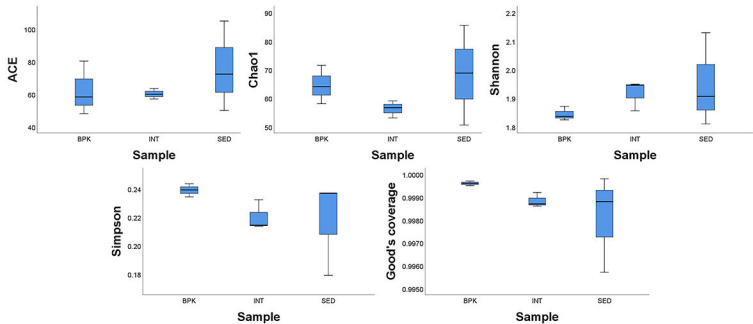 ACE
100
80
60
40
BPK INT SED
Sample
Chao1
90
80
70
60
50
BPK INT SED
Sample
Shannon
2.2
2.1
2.0
1.9
1.8
BPK INT SED
Sample
Simpson
0.24
0.22
0.20
0.18
BPK INT SED
Sample
Good's coverage
1.0000
0.9990
0.9980
0.9970
0.9960
0.9950
BPK INT SED
Sample